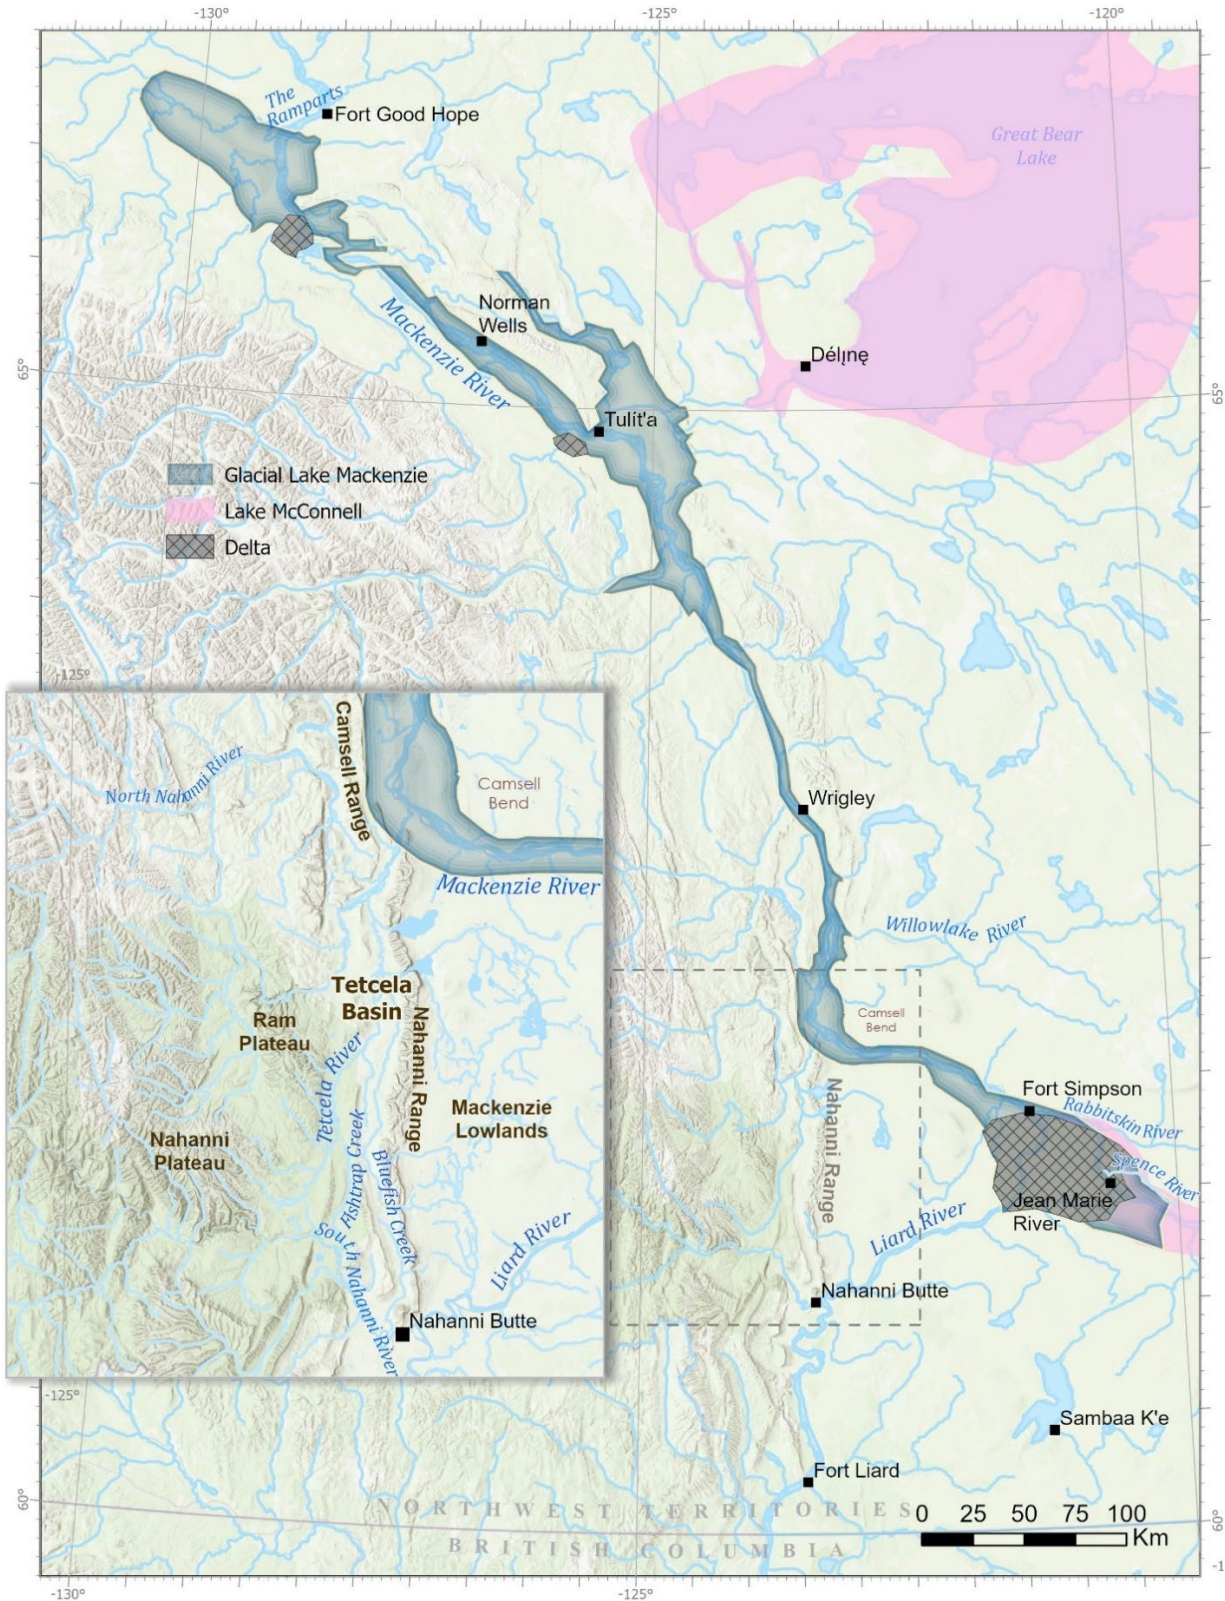 -130°
-125°
-120°
The
Ramparts
Fort Good Hope
Great Bear
Lake
Norman
Wells
Mackenzie River
Délı̨nę
65°
65°
Tulít'a
Glacial Lake Mackenzie
Lake McConnell
Delta
-125°
Camsell Range
North Nahanni River
Camsell
Bend
Mackenzie River
Wrigley
Willowlake River
Tetcela
Basin
Ram
Plateau
Nahanni Range
Tetcela River
Mackenzie
Lowlands
Nahanni
Plateau
Ashtrap Creek
Bluefish Creek
South Nahanni River
Liard River
Nahanni Butte
Camsell
Bend
Nahanni Range
Fort Simpson
Rabbitskin River
Spence River
Jean Marie
River
Liard River
Nahanni Butte
-125°
Sambaa K'e
Fort Liard
60°
NORTHWEST TERRITORIES
BRITISH COLUMBIA
0 25 50 75 100
Km
60°
-1
-130°
-125°